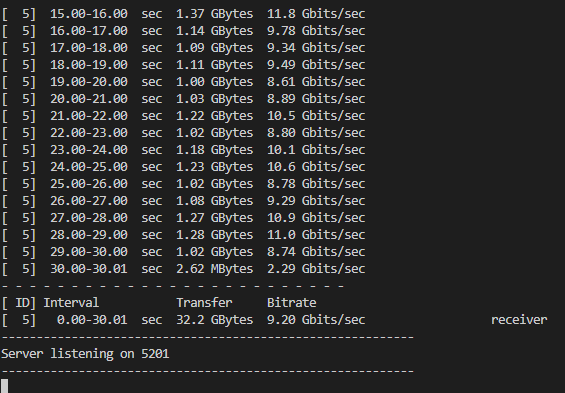 [  5]  15.00-16.00  sec  1.37 GBytes  11.8 Gbits/sec
[  5]  16.00-17.00  sec  1.14 GBytes  9.78 Gbits/sec
[  5]  17.00-18.00  sec  1.09 GBytes  9.34 Gbits/sec
[  5]  18.00-19.00  sec  1.11 GBytes  9.49 Gbits/sec
[  5]  19.00-20.00  sec  1.00 GBytes  8.61 Gbits/sec
[  5]  20.00-21.00  sec  1.03 GBytes  8.89 Gbits/sec
[  5]  21.00-22.00  sec  1.22 GBytes  10.5 Gbits/sec
[  5]  22.00-23.00  sec  1.02 GBytes  8.80 Gbits/sec
[  5]  23.00-24.00  sec  1.18 GBytes  10.1 Gbits/sec
[  5]  24.00-25.00  sec  1.23 GBytes  10.6 Gbits/sec
[  5]  25.00-26.00  sec  1.02 GBytes  8.78 Gbits/sec
[  5]  26.00-27.00  sec  1.08 GBytes  9.29 Gbits/sec
[  5]  27.00-28.00  sec  1.27 GBytes  10.9 Gbits/sec
[  5]  28.00-29.00  sec  1.28 GBytes  11.0 Gbits/sec
[  5]  29.00-30.00  sec  1.02 GBytes  8.74 Gbits/sec
[  5]  30.00-30.01  sec  2.62 MBytes  2.29 Gbits/sec
- - - - - - - - - - - - - - - - - - - - - - - - -
[ ID] Interval           Transfer     Bitrate
[  5]   0.00-30.01  sec  32.2 GBytes  9.20 Gbits/sec                  receiver
-----------------------------------------------------------
Server listening on 5201
-----------------------------------------------------------